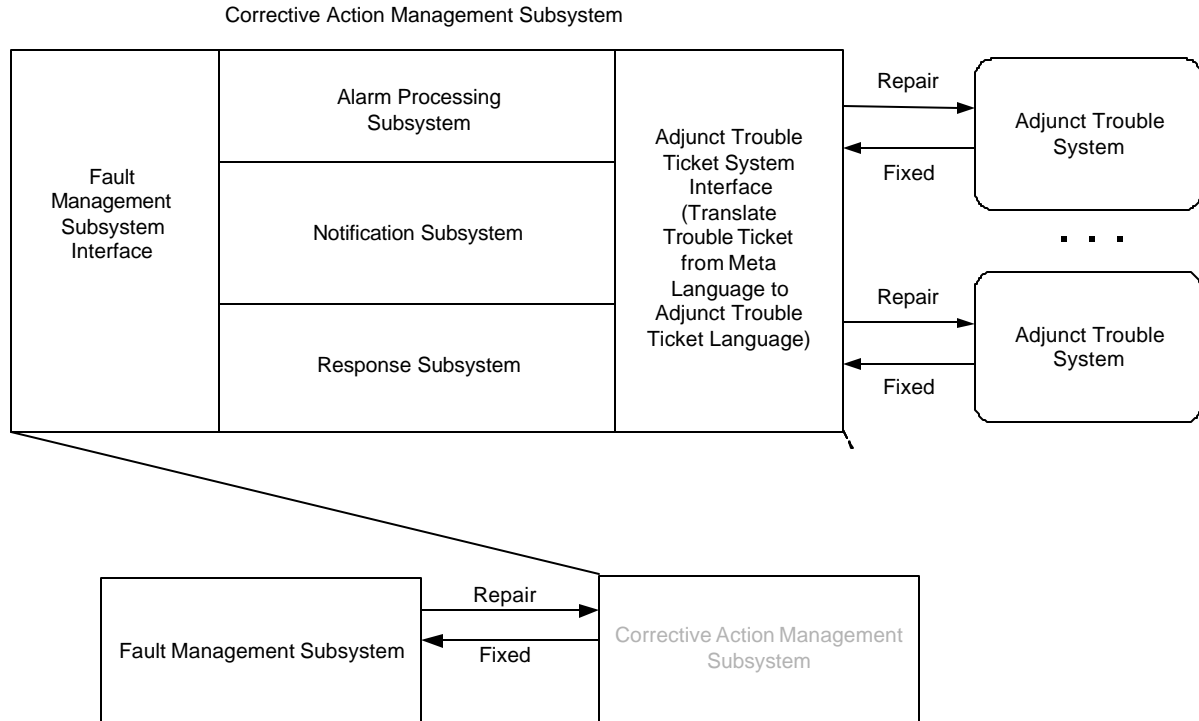 Corrective Action Management Subsystem
Fault
Management
Subsystem
Interface
Alarm Processing
Subsystem
Notification Subsystem
Response Subsystem
Adjunct Trouble
Ticket System
Interface
(Translate
Trouble Ticket
from Meta
Language to
Adjunct Trouble
Ticket Language)
Repair
Fixed
Adjunct Trouble
System
. . .
Repair
Fixed
Adjunct Trouble
System
Fault Management Subsystem
Repair
Fixed
Corrective Action Management
Subsystem